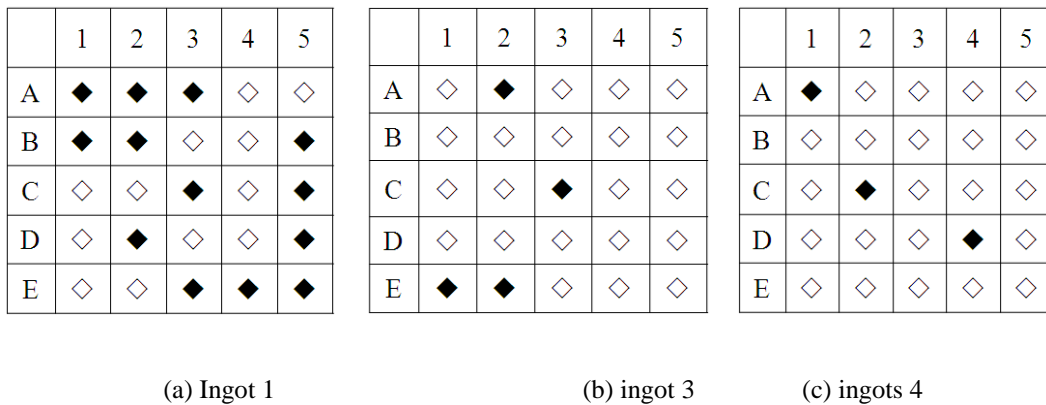 1 2 3 4 5 1 2 3 4 5 1 2 3 4 5
A ◆ ◆ ◆ ◇ ◇ A ◇ ◆ ◇ ◇ ◇ A ◆ ◇ ◇ ◇ ◇
B ◆ ◆ ◇ ◇ ◆ B ◇ ◇ ◇ ◇ ◇ B ◇ ◇ ◇ ◇ ◇
C ◇ ◇ ◆ ◇ ◆ C ◇ ◇ ◆ ◇ ◇ C ◇ ◆ ◇ ◇ ◇
D ◇ ◆ ◇ ◇ ◆ D ◇ ◇ ◇ ◇ ◇ D ◇ ◇ ◇ ◆ ◇
E ◇ ◇ ◆ ◆ ◆ E ◆ ◆ ◇ ◇ ◇ E ◇ ◇ ◇ ◇ ◇
(a) Ingot 1 (b) ingot 3 (c) ingots 4